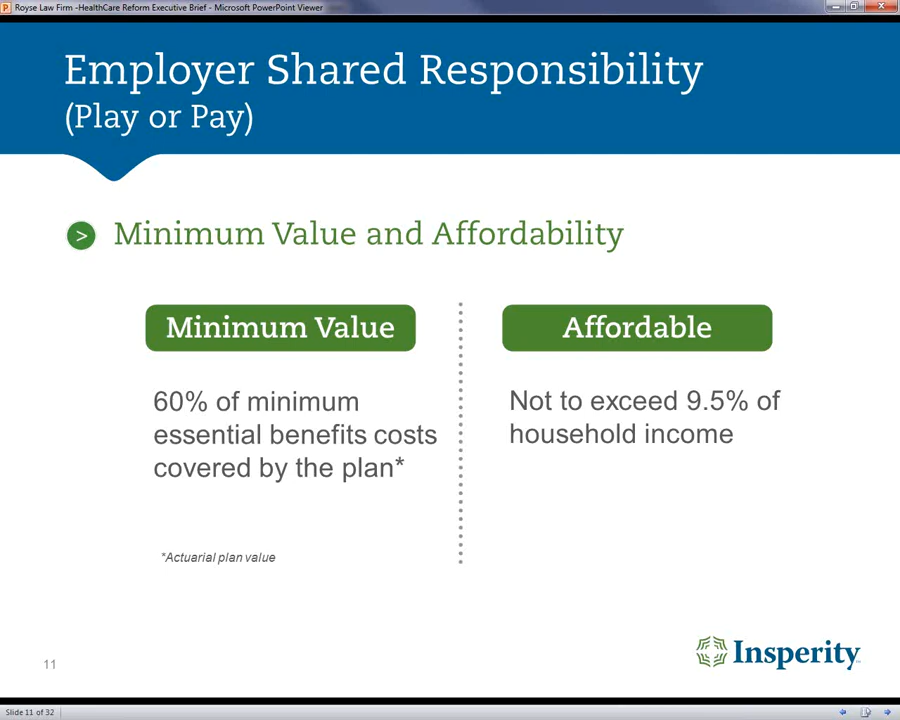 Royse Law Firm -HealthCare Reform Executive Brief - Microsoft PowerPoint Viewer
Employer Shared Responsibility
(Play or Pay)
> Minimum Value and Affordability
Minimum Value
60% of minimum
essential benefits costs
covered by the plan*
*Actuarial plan value
Affordable
Not to exceed 9.5% of
household income
11
Insperity
Slide 11 of 32